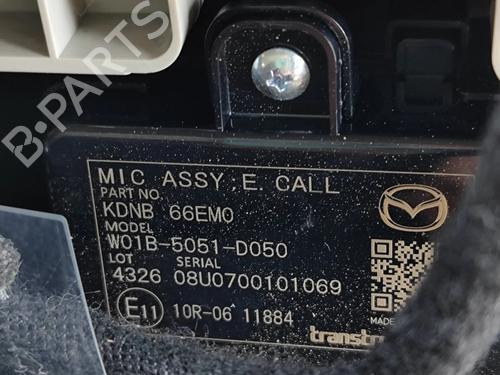 B-PARTS
MIC ASSY, E. CALL
PART NO.
KDNB 66EM0
MODEL
W01B-5051-D050
LOT SERIAL
4326 08U0700101069
E11 10R-06 11884
MADE